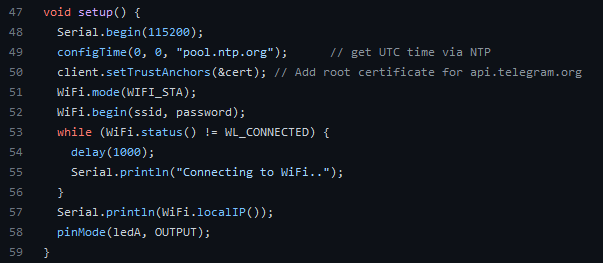 47 void setup() {
48 Serial.begin(115200);
49 configTime(0, 0, "pool.ntp.org"); // get UTC time via NTP
50 client.setTrustAnchors(&cert); // Add root certificate for api.telegram.org
51 WiFi.mode(WIFI_STA);
52 WiFi.begin(ssid, password);
53 while (WiFi.status() != WL_CONNECTED) {
54 delay(1000);
55 Serial.println("Connecting to WiFi..");
56 }
57 Serial.println(WiFi.localIP());
58 pinMode(ledA, OUTPUT);
59 }